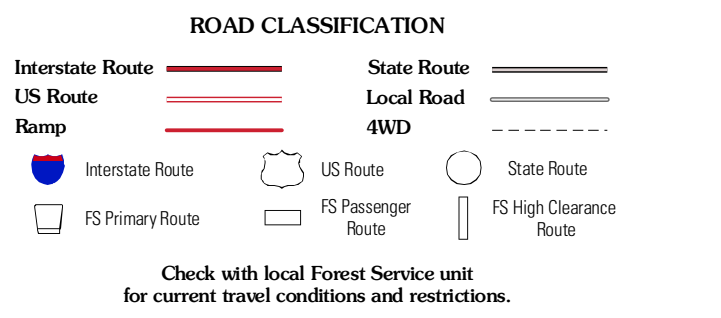 ROAD CLASSIFICATION
Interstate Route
State Route
US Route
Local Road
Ramp
4WD
Interstate Route
US Route
State Route
FS Primary Route
FS Passenger
Route
FS High Clearance
Route
Check with local Forest Service unit
for current travel conditions and restrictions.